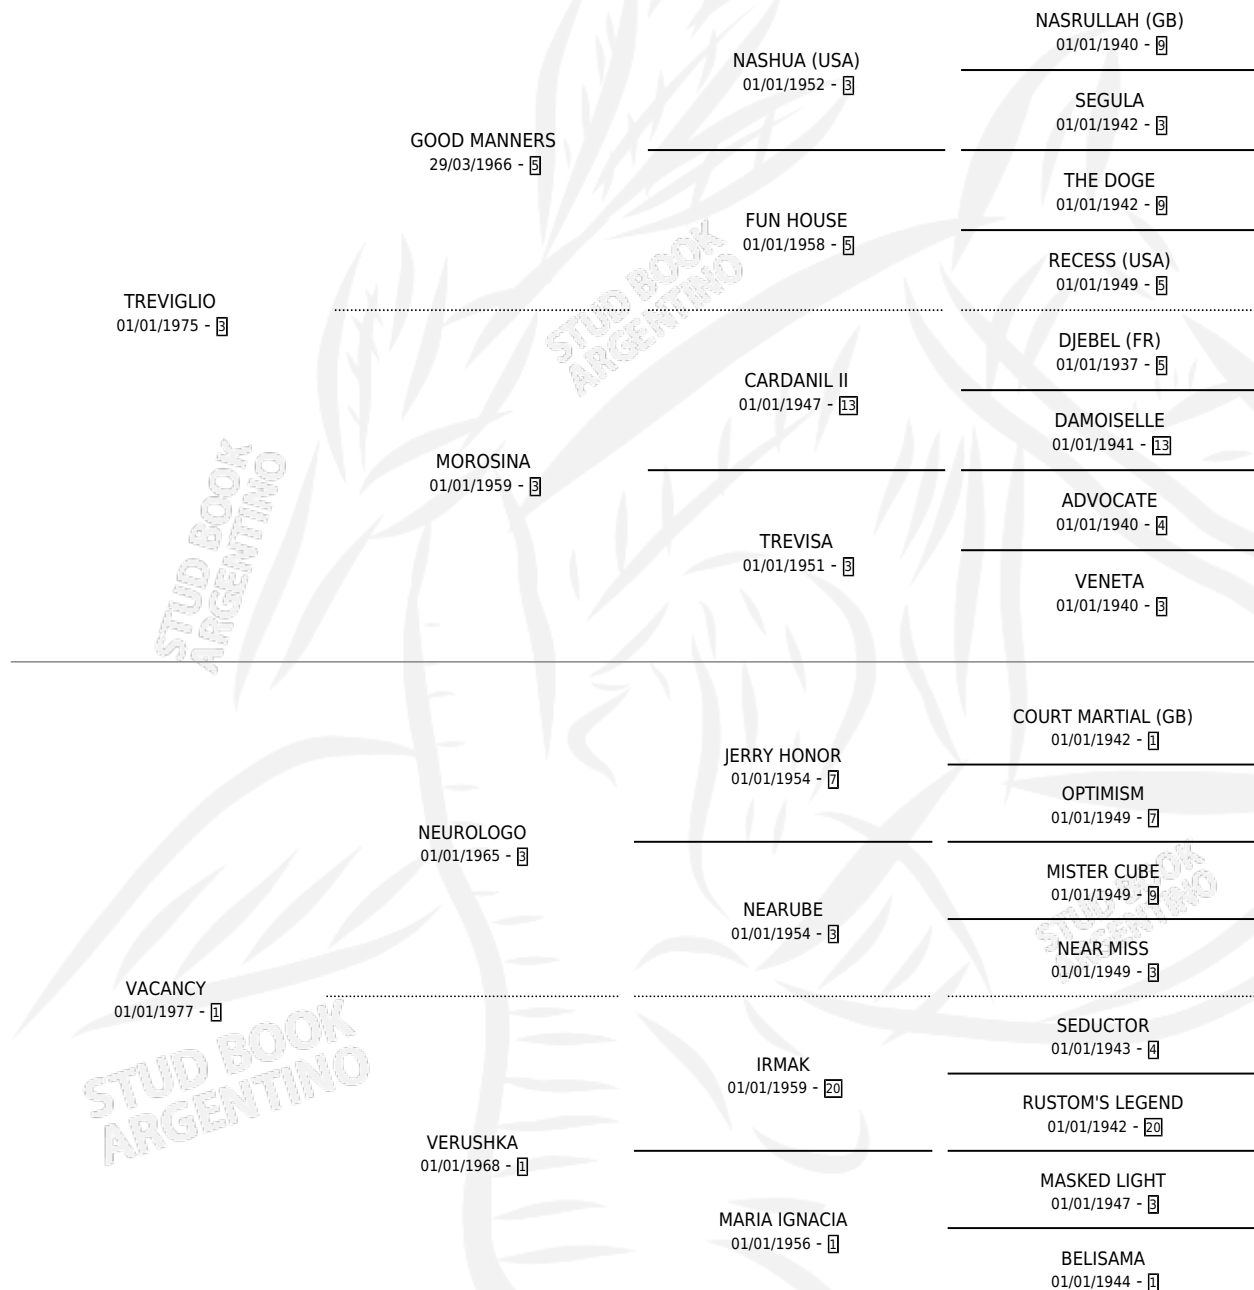 NASRULLAH (GB)
01/01/1940 - 9
NASHUA (USA)
01/01/1952 - 3
SEGULA
01/01/1942 - 3
GOOD MANNERS
29/03/1966 - 5
THE DOGE
01/01/1942 - 9
FUN HOUSE
01/01/1958 - 5
RECESS (USA)
01/01/1949 - 5
TREVIGLIO
01/01/1975 - 3
DJEBEL (FR)
01/01/1937 - 5
CARDANIL II
01/01/1947 - 13
DAMOISELLE
01/01/1941 - 13
MOROSINA
01/01/1959 - 3
ADVOCATE
01/01/1940 - 4
TREVISA
01/01/1951 - 3
VENETA
01/01/1940 - 3
COURT MARTIAL (GB)
01/01/1942 - 1
JERRY HONOR
01/01/1954 - 7
OPTIMISM
01/01/1949 - 7
NEUROLOGO
01/01/1965 - 3
MISTER CUBE
01/01/1949 - 9
NEARUBE
01/01/1954 - 3
NEAR MISS
01/01/1949 - 3
VACANCY
01/01/1977 - 1
SEDUCTOR
01/01/1943 - 4
IRMAK
01/01/1959 - 20
RUSTOM'S LEGEND
01/01/1942 - 20
VERUSHKA
01/01/1968 - 1
MASKED LIGHT
01/01/1947 - 3
MARIA IGNACIA
01/01/1956 - 1
BELISAMA
01/01/1944 - 1
STUD BOOK
ARGENTINO
STUD BOOK
ARGENTINO
STUD BOOK
ARGENTINO
STUD BOOK
ARGENTINO